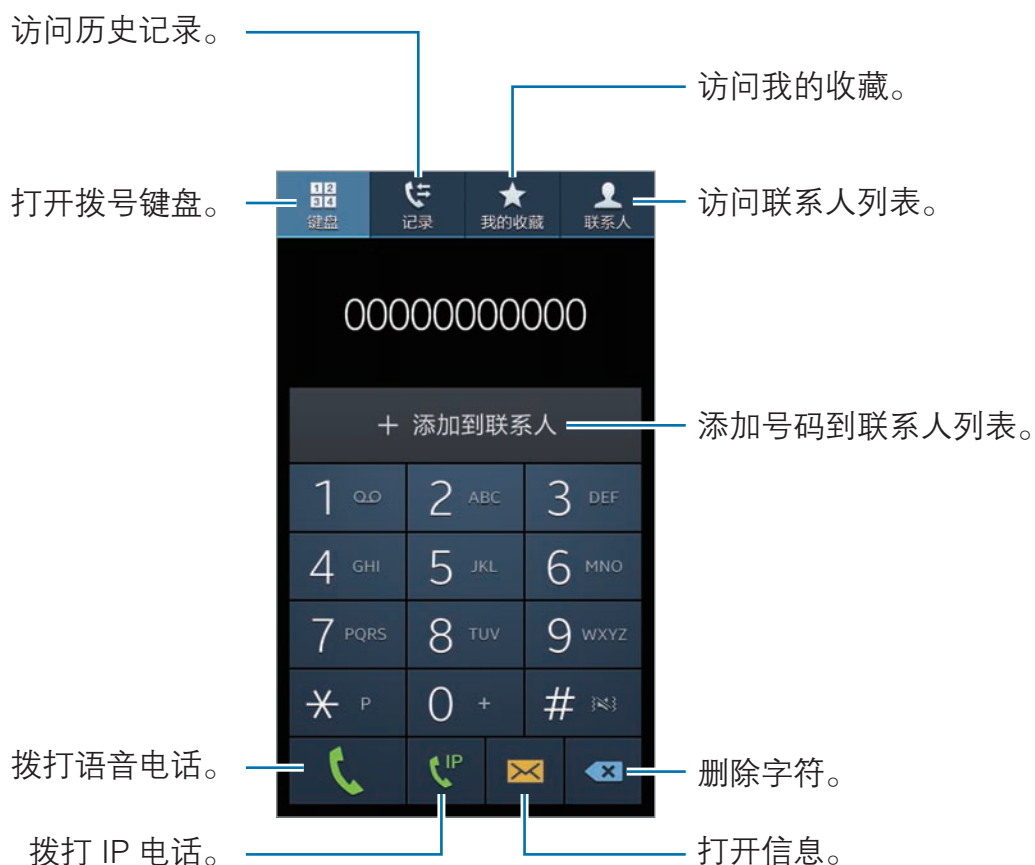 访问历史记录。
访问我的收藏。
打开拨号键盘。
访问联系人列表。
1 2
3 4
键盘 记录 我的收藏 联系人
00000000000
+ 添加到联系人
添加号码到联系人列表。
1 2 ABC 3 DEF
4 GHI 5 JKL 6 MNO
7 PQRS 8 TUV 9 WXYZ
* P 0 + #
IP
拨打语音电话。
删除字符。
拨打 IP 电话。
打开信息。